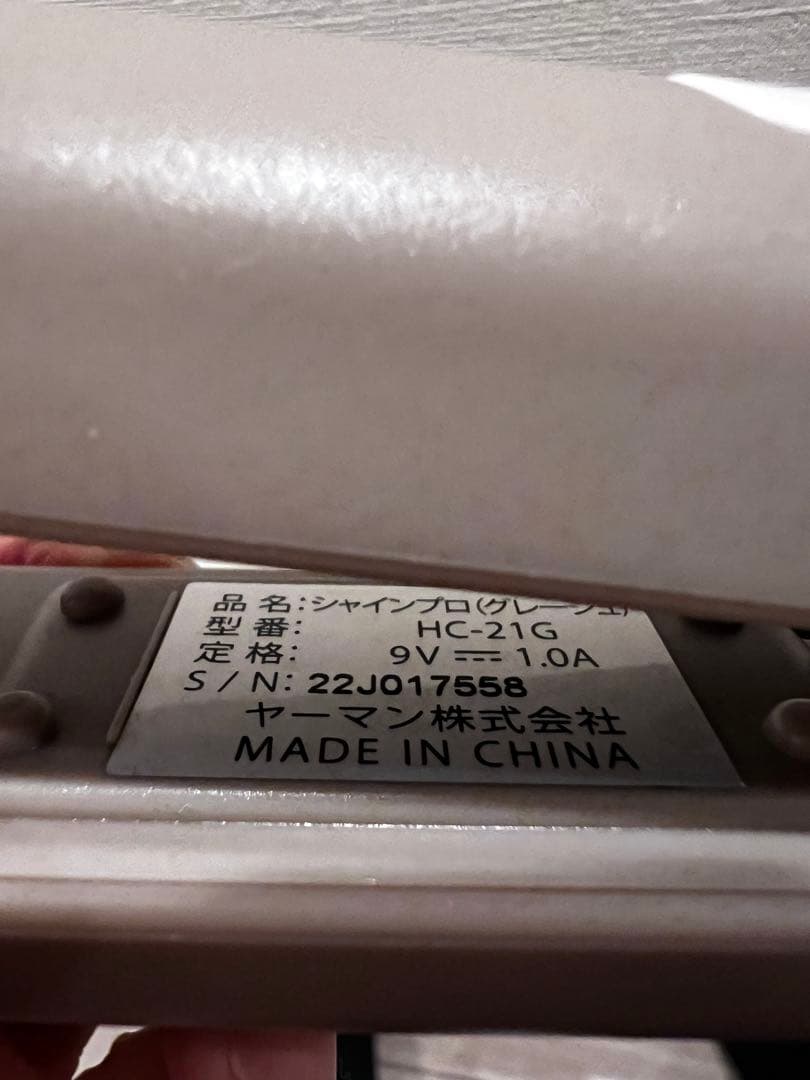 品 名：シャインプロ（グレージュ）
型 番： HC-21G
定 格： 9V ⎓ 1.0A
S / N: 22J017558
ヤーマン株式会社
MADE IN CHINA